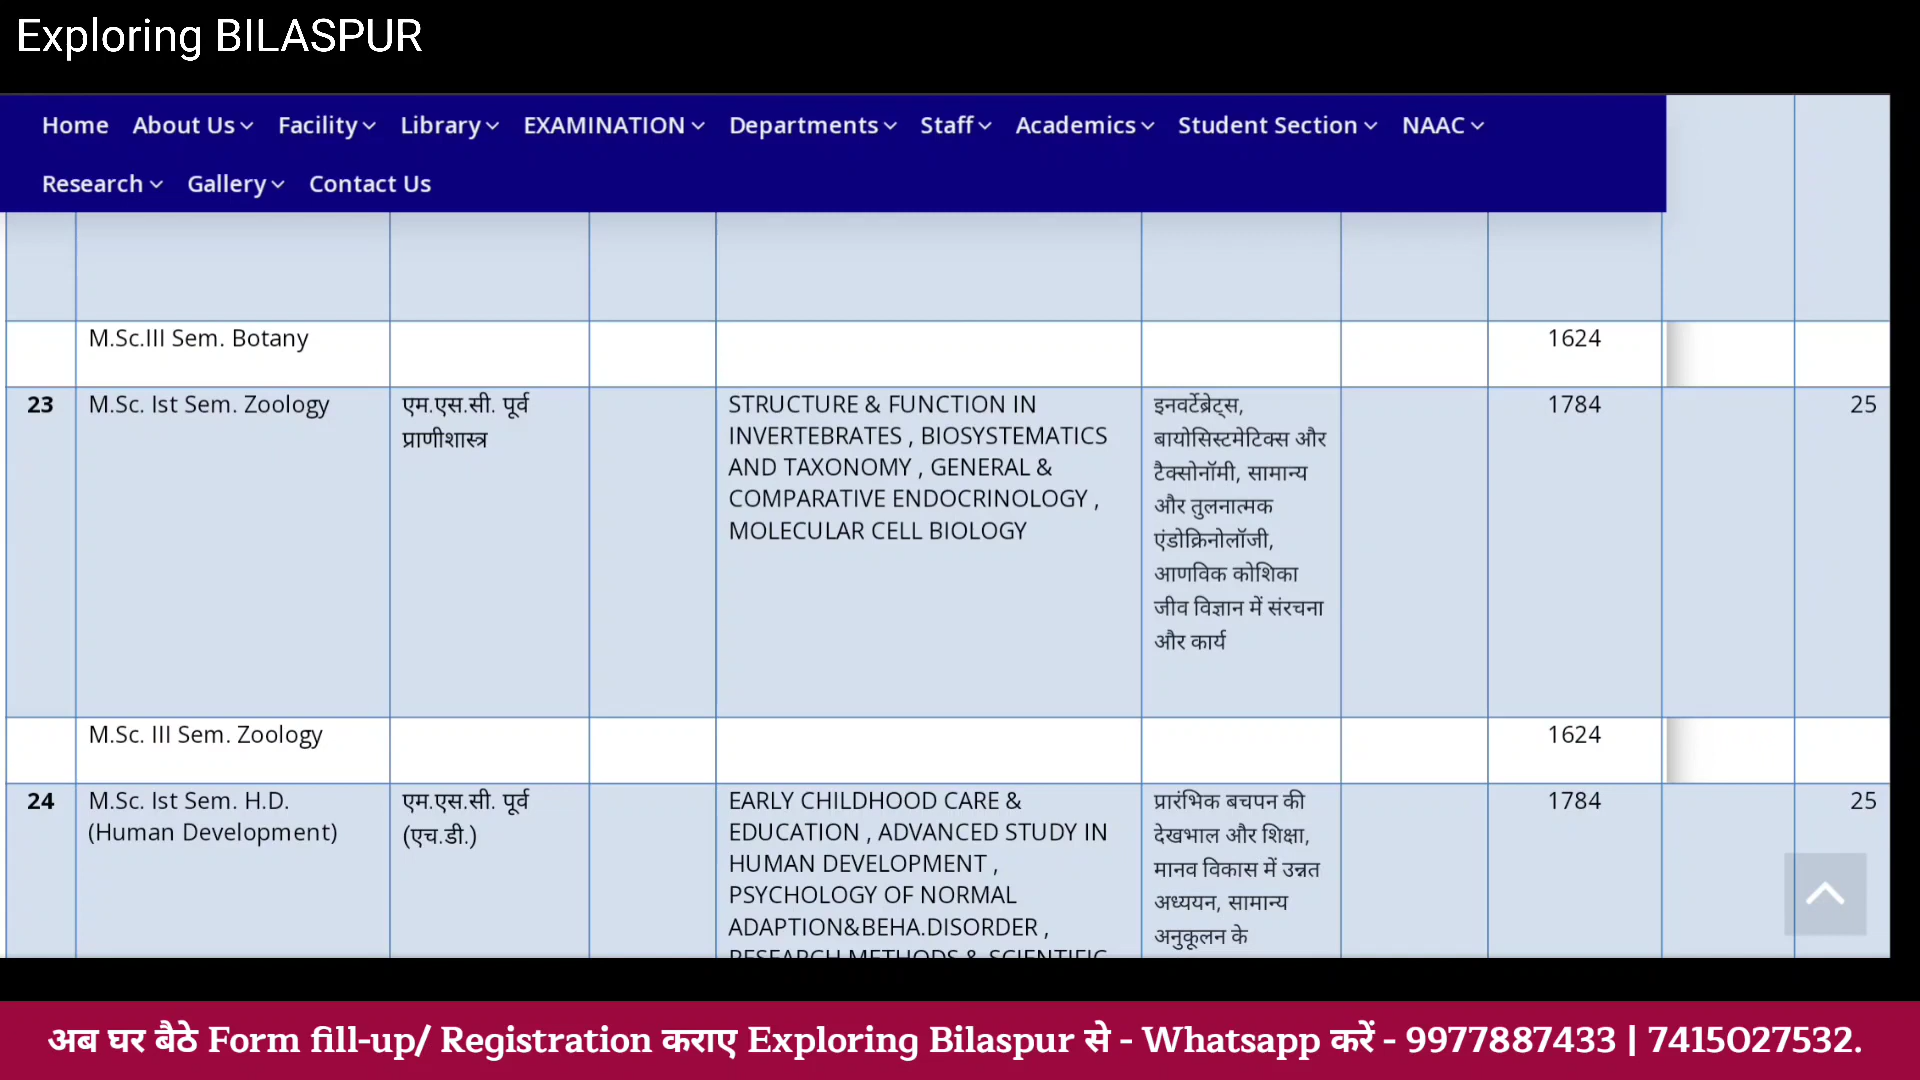 Exploring BILASPUR
Home About Us Facility Library EXAMINATION Departments Staff Academics Student Section NAAC
Research Gallery Contact Us
M.Sc.III Sem. Botany 1624
23 M.Sc. Ist Sem. Zoology एम.एस.सी. पूर्व प्राणीशास्त्र
STRUCTURE & FUNCTION IN
INVERTEBRATES , BIOSYSTEMATICS
AND TAXONOMY , GENERAL &
COMPARATIVE ENDOCRINOLOGY ,
MOLECULAR CELL BIOLOGY
इनवर्टेब्रेट्स,
बायोसिस्टमेटिक्स और
टैक्सोनॉमी, सामान्य
और तुलनात्मक
एंडोक्रिनोलॉजी,
आणविक कोशिका
जीव विज्ञान में संरचना
और कार्य
1784 25
M.Sc. III Sem. Zoology 1624
24 M.Sc. Ist Sem. H.D.
(Human Development)
एम.एस.सी. पूर्व
(एच.डी.)
EARLY CHILDHOOD CARE &
EDUCATION , ADVANCED STUDY IN
HUMAN DEVELOPMENT ,
PSYCHOLOGY OF NORMAL
ADAPTION&BEHA.DISORDER ,
RESEARCH METHODS & SCIENTIFIC
प्रारंभिक बचपन की
देखभाल और शिक्षा,
मानव विकास में उन्नत
अध्ययन, सामान्य
अनुकूलन के
1784 25
अब घर बैठे Form fill-up/ Registration कराए Exploring Bilaspur से - Whatsapp करें - 9977887433 | 7415027532.